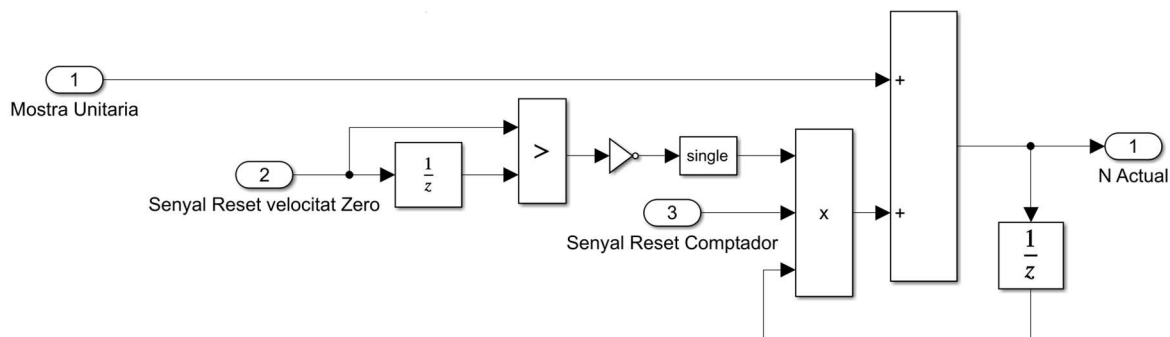 1
Mostra Unitaria
+
>
single
2
1
z
Senyal Reset velocitat Zero
3
Senyal Reset Comptador
x
+
1
N Actual
1
z